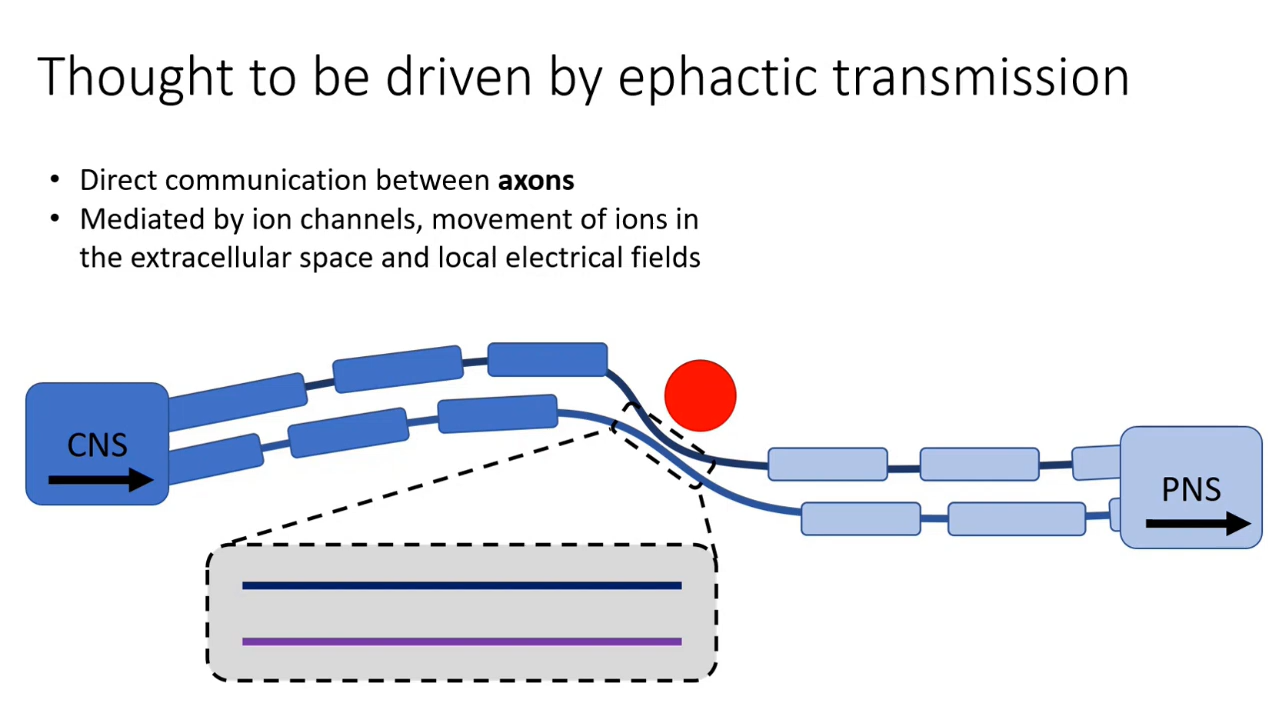 Thought to be driven by ephactic transmission
• Direct communication between axons
• Mediated by ion channels, movement of ions in
the extracellular space and local electrical fields
CNS
PNS